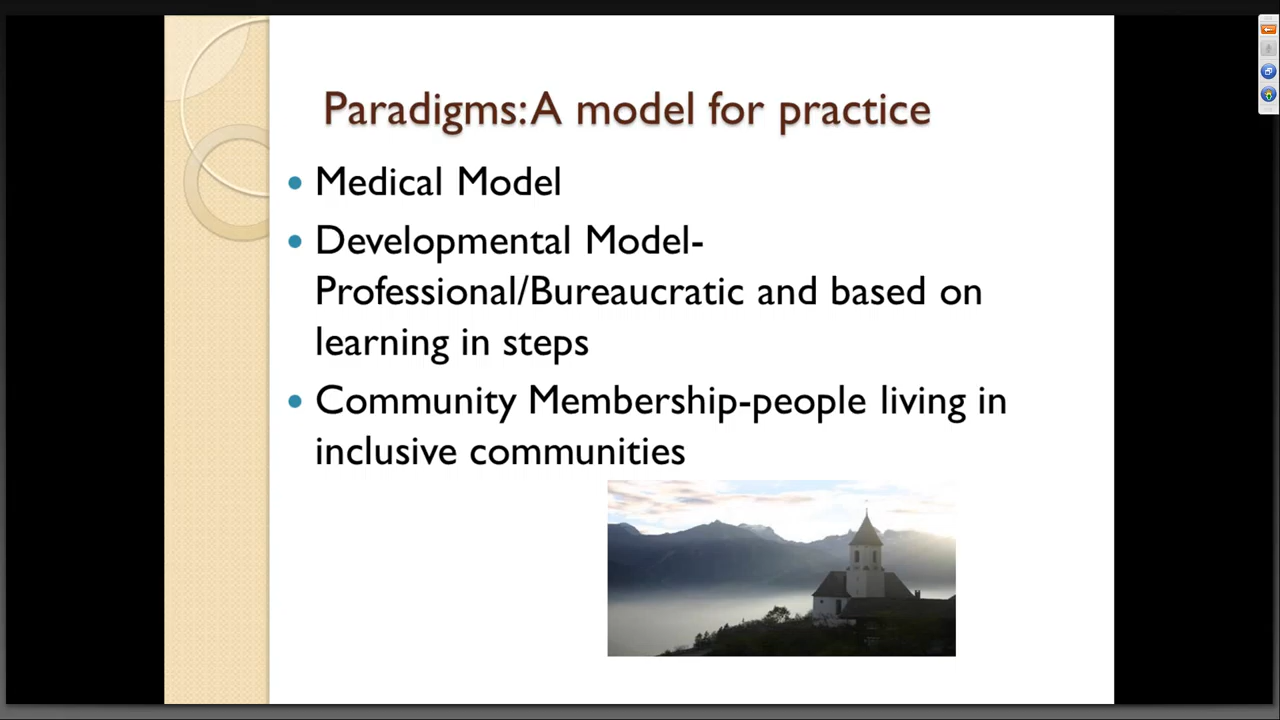 Paradigms: A model for practice
• Medical Model
• Developmental Model-
Professional/Bureaucratic and based on
learning in steps
• Community Membership-people living in
inclusive communities